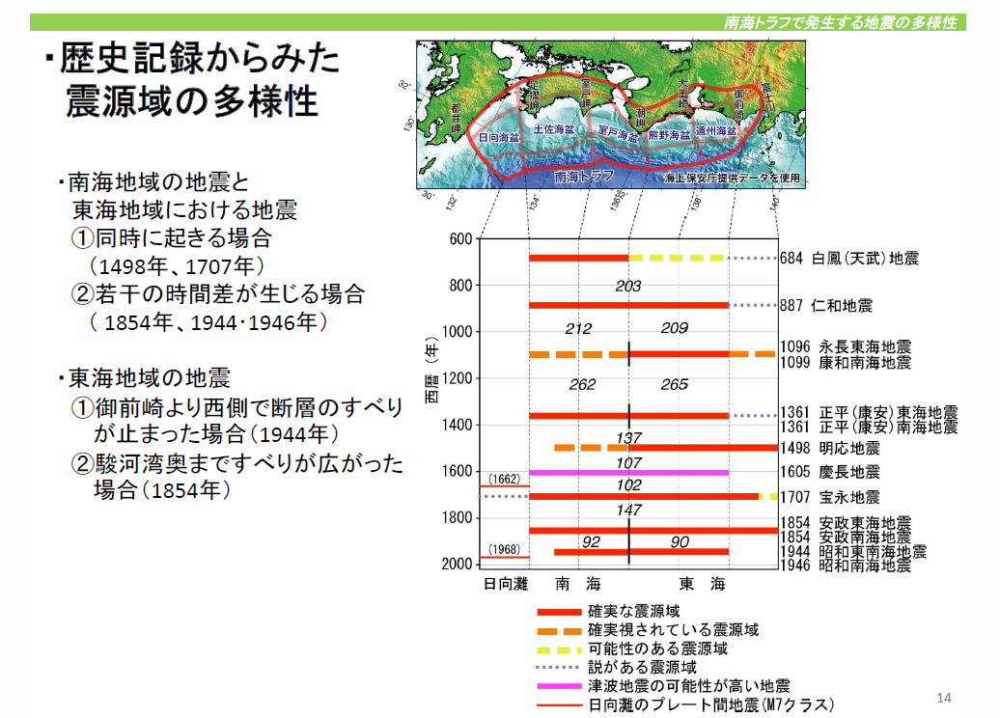 南海トラフで発生する地震の多様性
・歴史記録からみた
震源域の多様性
・南海地域の地震と
東海地域における地震
①同時に起きる場合
（1498年、1707年）
②若干の時間差が生じる場合
（ 1854年、1944・1946年）
・東海地域の地震
①御前崎より西側で断層のすべり
が止まった場合（1944年）
②駿河湾奥まですべりが広がった
場合（1854年）
都井岬
足摺岬
室戸岬
潮岬
大王崎
御前崎
富士川
日向海盆
土佐海盆
室戸海盆
熊野海盆
遠州海盆
南海トラフ
海上保安庁提供データを使用
32°
130°
30°
132°
134°
136°
138°
140°
西暦（年）
600
800
1000
1200
1400
1600
1800
2000
203
212
209
262
265
137
107
102
147
92
90
（1662）
（1968）
684 白鳳（天武）地震
887 仁和地震
1096 永長東海地震
1099 康和南海地震
1361 正平（康安）東海地震
1361 正平（康安）南海地震
1498 明応地震
1605 慶長地震
1707 宝永地震
1854 安政東海地震
1854 安政南海地震
1944 昭和東南海地震
1946 昭和南海地震
日向灘 南 海 東 海
確実な震源域
確実視されている震源域
可能性のある震源域
説がある震源域
津波地震の可能性が高い地震
日向灘のプレート間地震(M7クラス)
14